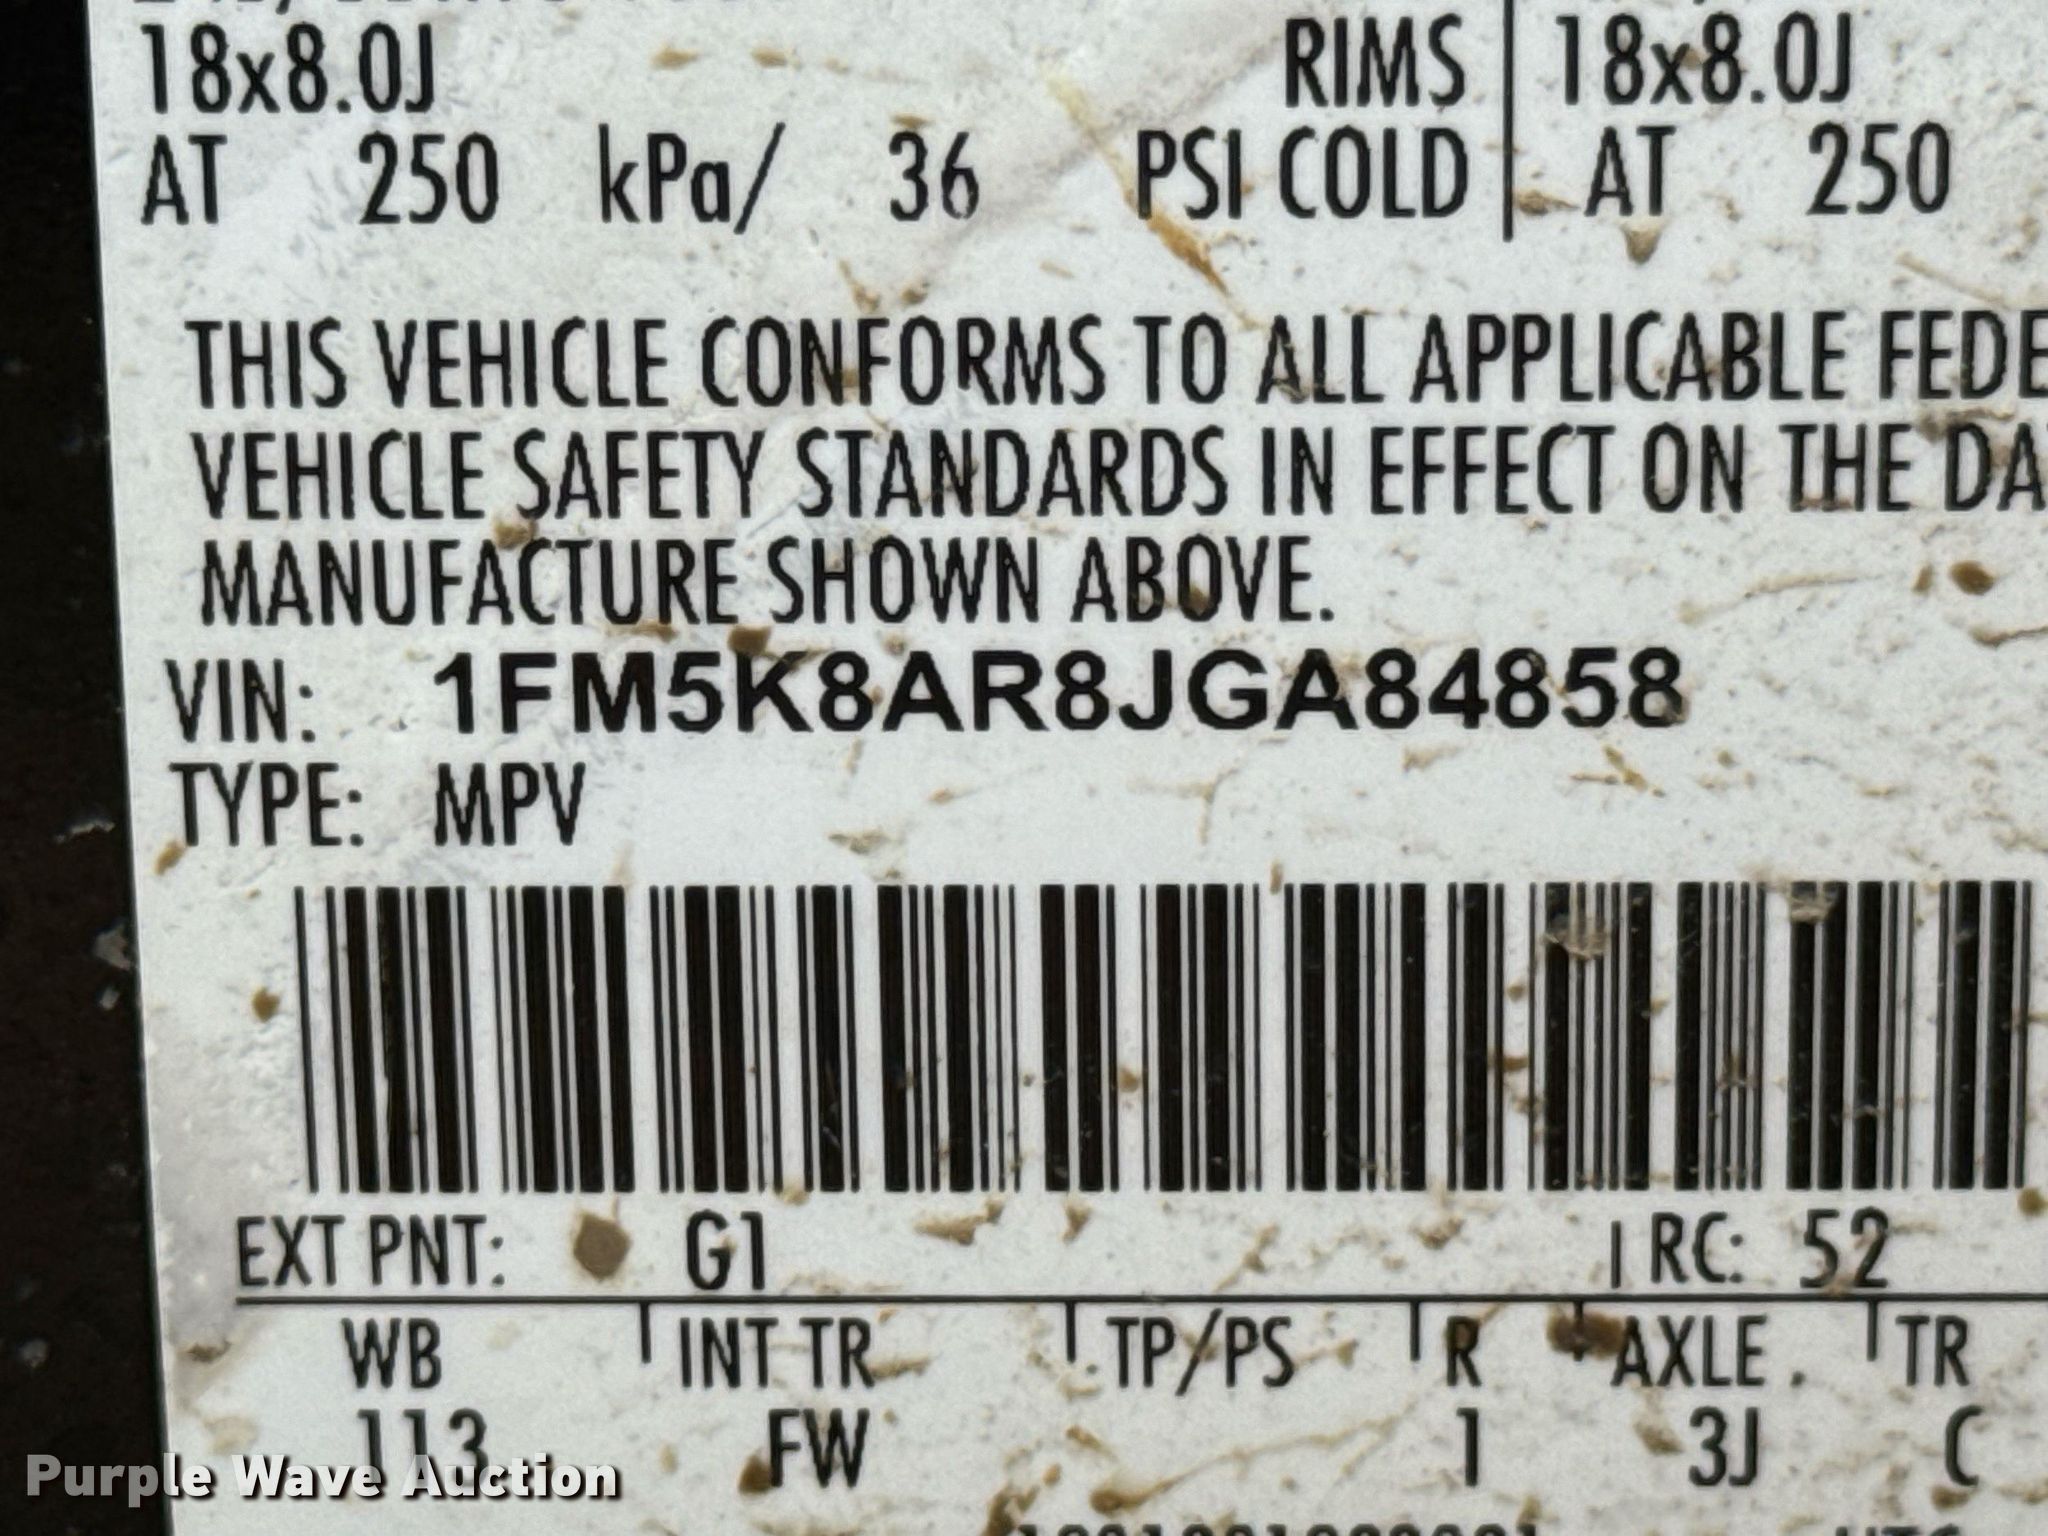 18x8.0J RIMS 18x8.0J
AT 250 kPa/ 36 PSI COLD AT 250
THIS VEHICLE CONFORMS TO ALL APPLICABLE FEDE
VEHICLE SAFETY STANDARDS IN EFFECT ON THE DA
MANUFACTURE SHOWN ABOVE.
VIN: 1FM5K8AR8JGA84858
TYPE: MPV
EXT PNT: G1 RC: 52
WB INT TR TP/PS R AXLE TR
113 FW 1 3J C
Purple Wave Auction